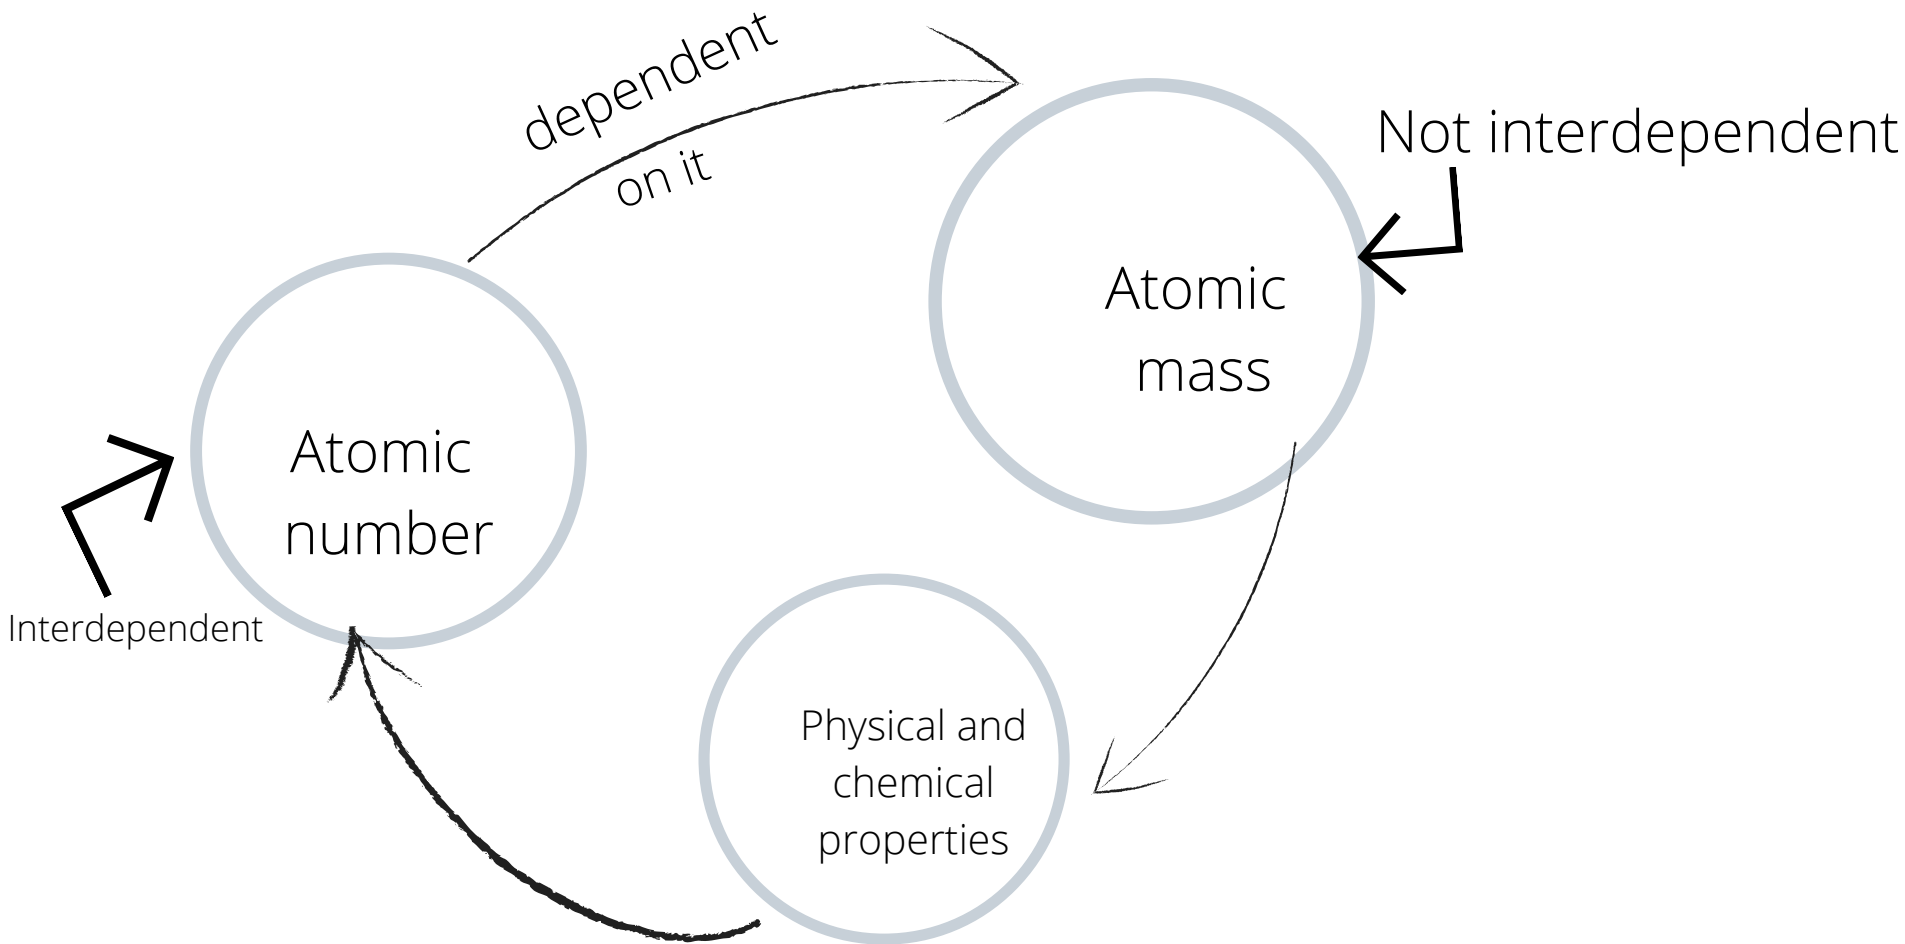 dependent
on it
Not interdependent
Atomic
mass
Atomic
number
Interdependent
Physical and
chemical
properties